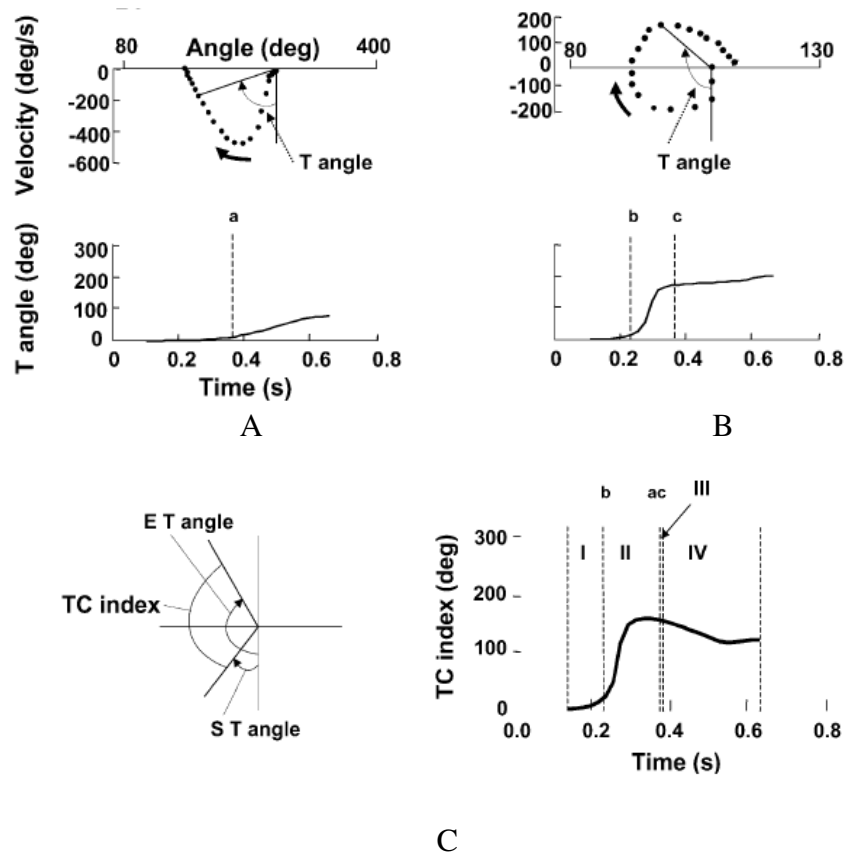 80 Angle (deg) 400
Velocity (deg/s)
0
-200
-400
-600
T angle
200
100
0
-100
-200
80
130
T angle
a
T angle (deg)
300
200
100
0
0 0.2 0.4 0.6 0.8
Time (s)
A
b c
0 0.2 0.4 0.6 0.8
B
E T angle
TC index
S T angle
b ac III
I II IV
TC index (deg)
300
200
100
0
0.0 0.2 0.4 0.6 0.8
Time (s)
C